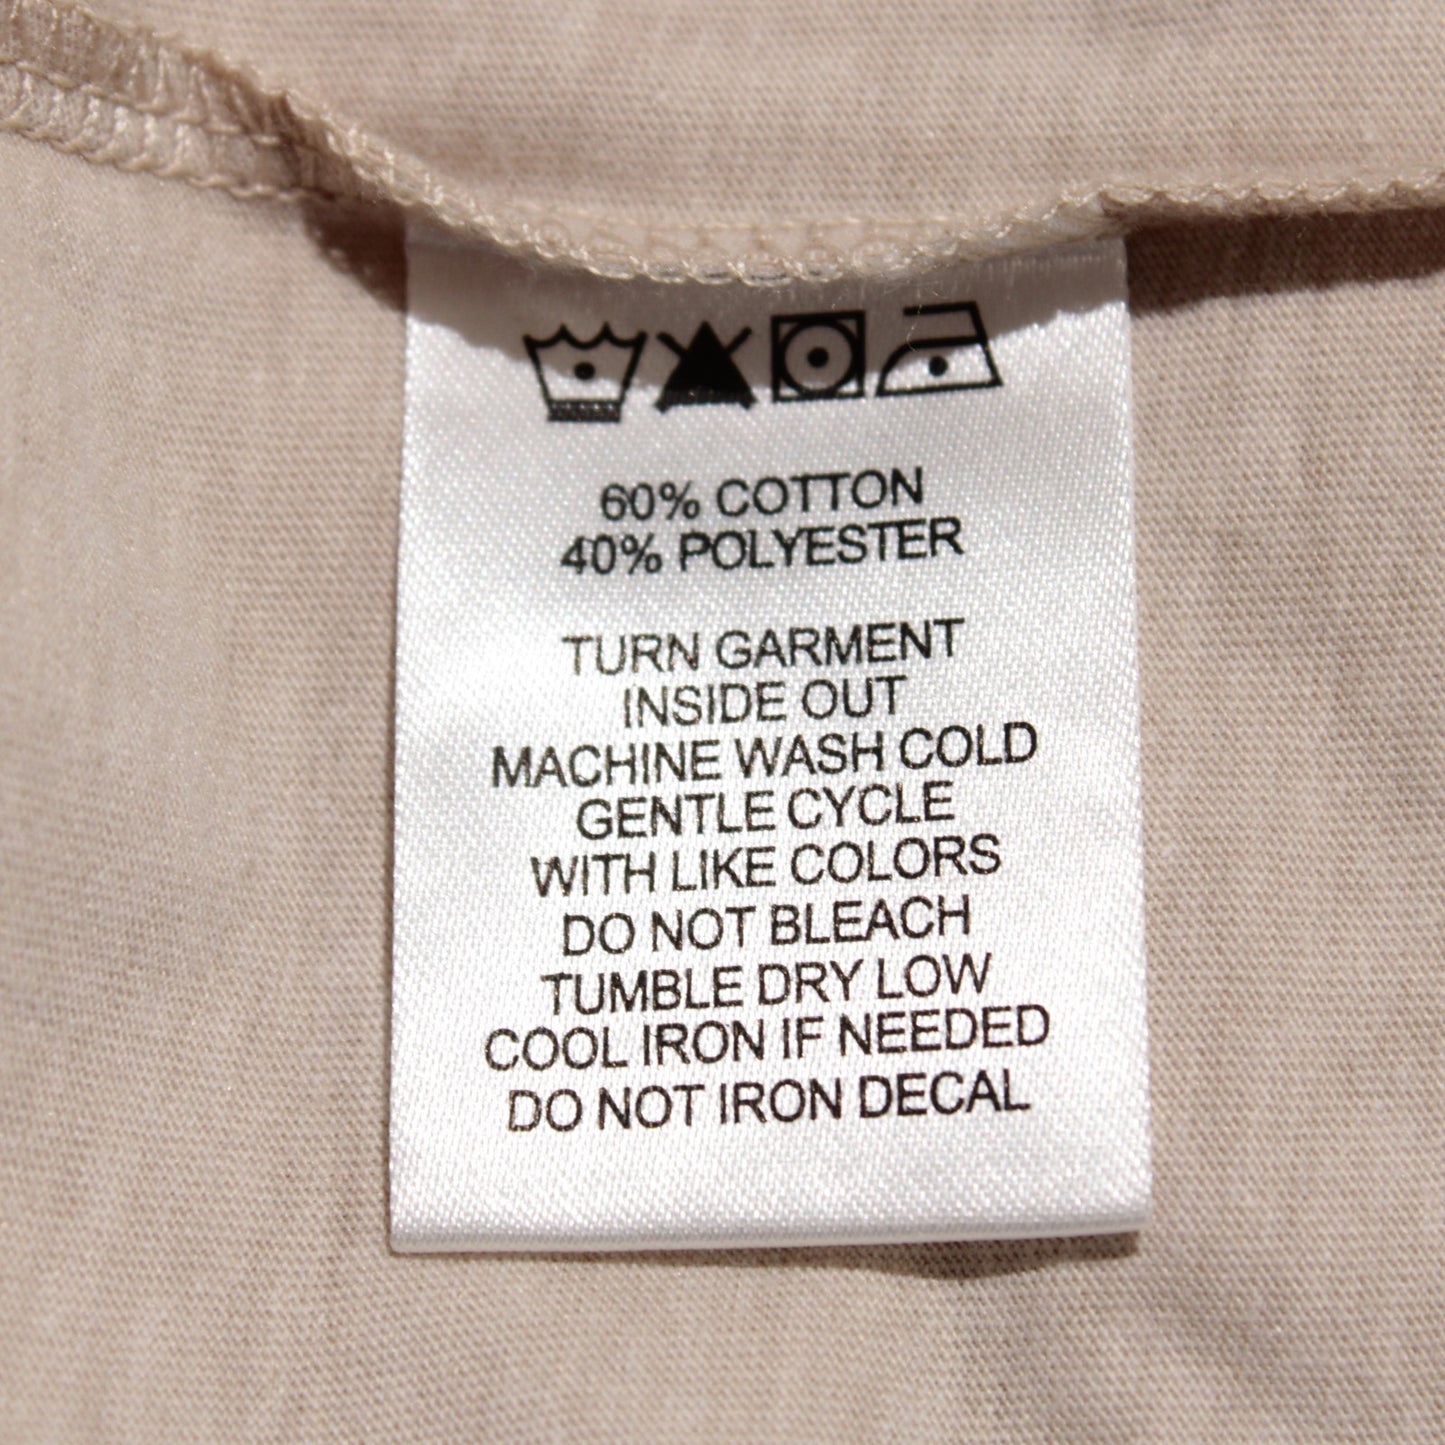 60% COTTON
40% POLYESTER
TURN GARMENT
INSIDE OUT
MACHINE WASH COLD
GENTLE CYCLE
WITH LIKE COLORS
DO NOT BLEACH
TUMBLE DRY LOW
COOL IRON IF NEEDED
DO NOT IRON DECAL